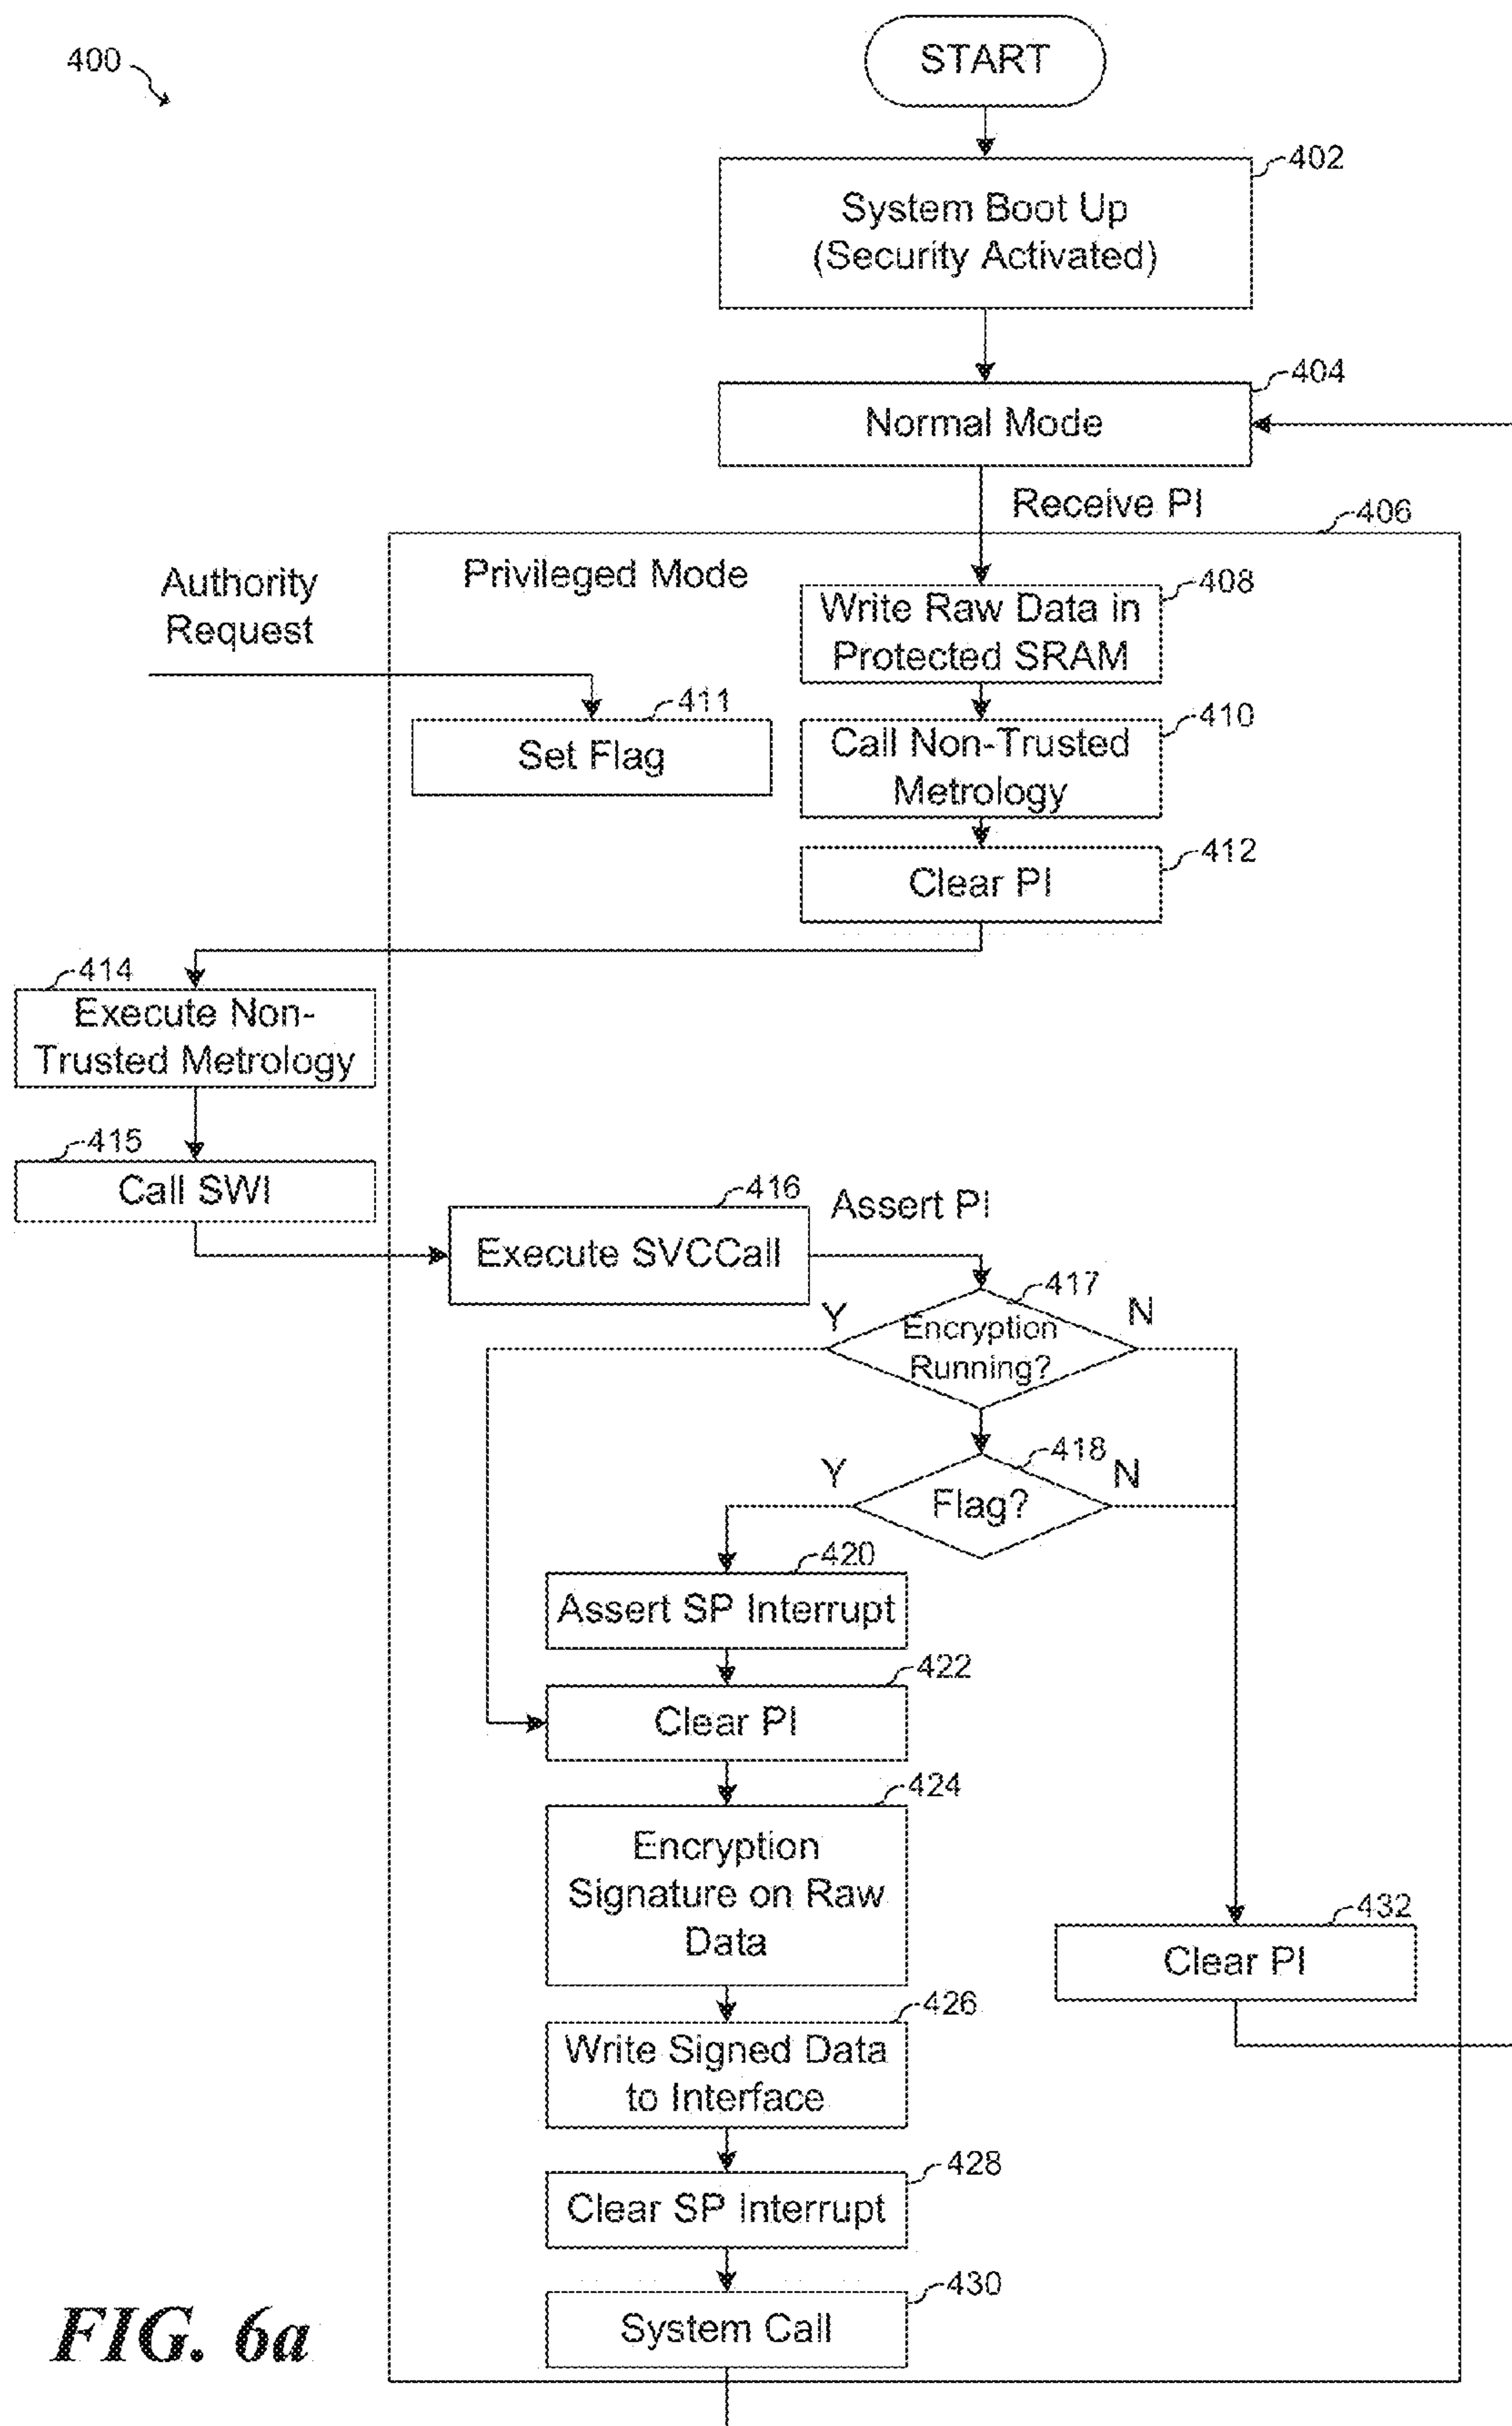 400
START
402
System Boot Up
(Security Activated)
404
Normal Mode
Receive PI
406
Authority
Request
Privileged Mode
408
Write Raw Data in
Protected SRAM
411
Set Flag
410
Call Non-Trusted
Metrology
412
Clear PI
414
Execute Non-
Trusted Metrology
415
Call SWI
416
Execute SVCCall
Assert PI
417
Y
Encryption
Running?
N
418
Y
Flag?
N
420
Assert SP Interrupt
422
Clear PI
424
Encryption
Signature on Raw
Data
432
Clear PI
426
Write Signed Data
to Interface
428
Clear SP Interrupt
430
System Call
FIG. 6a